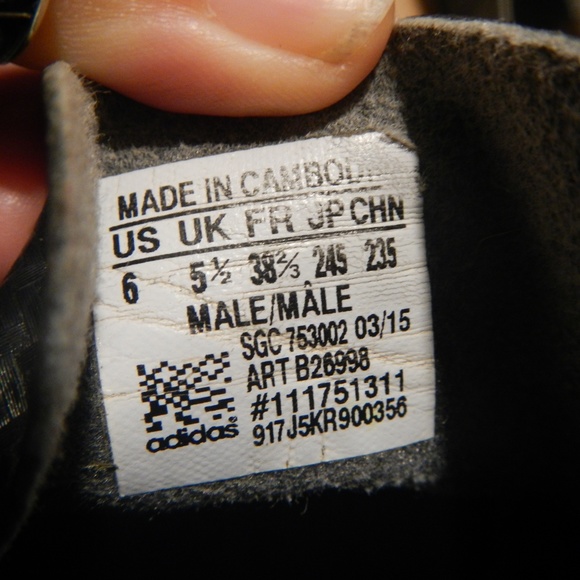 MADE IN CAMBODIA
US UK FR JP CHN
6 5½ 38⅔ 245 235
MALE/MÂLE
SGC 753002 03/15
ART B26998
#111751311
adidas®
917J5KR900356